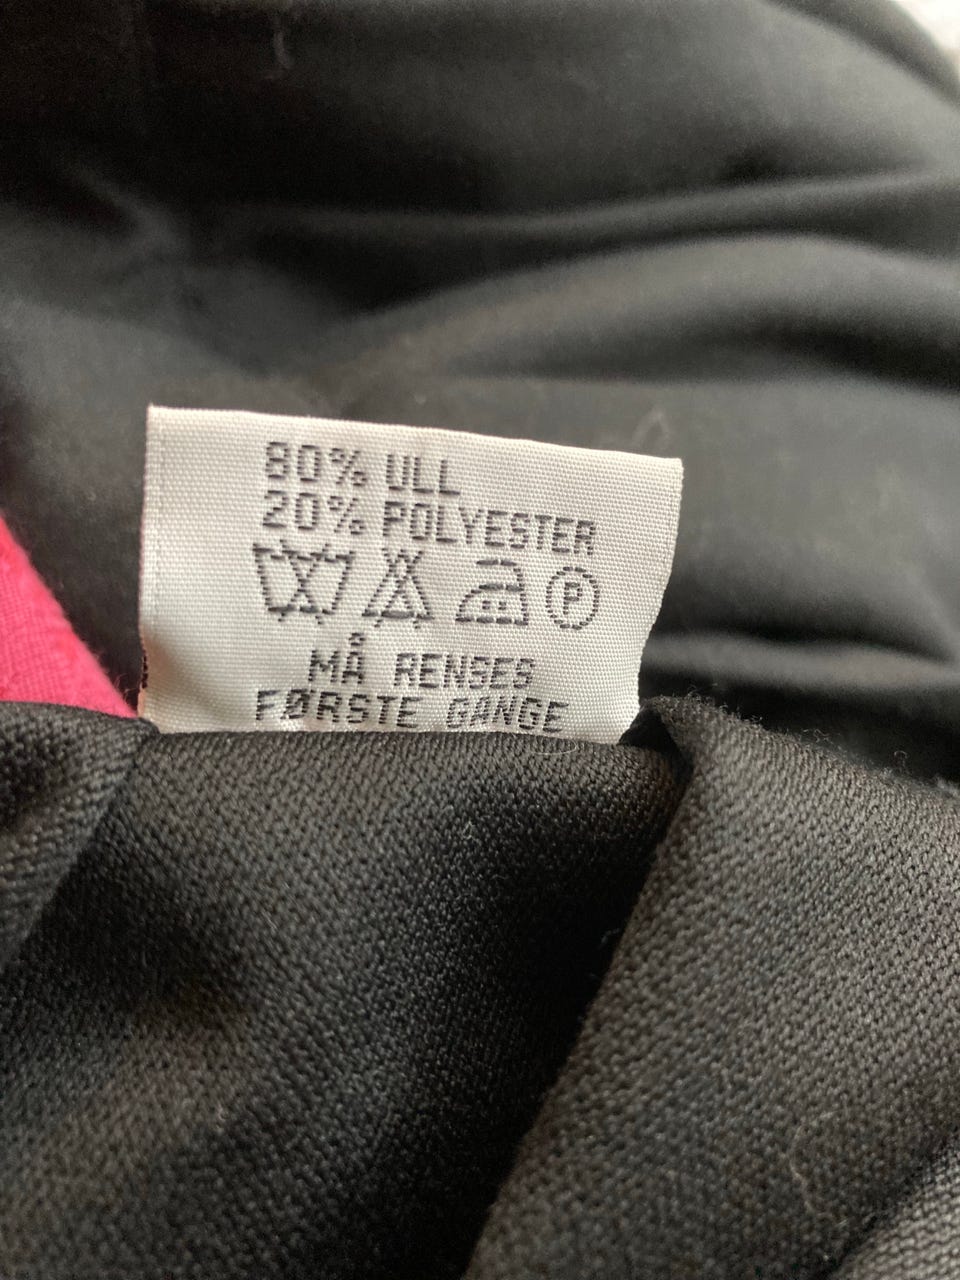 80% ULL
20% POLYESTER
P
MÅ RENSES
FØRSTE GANGE